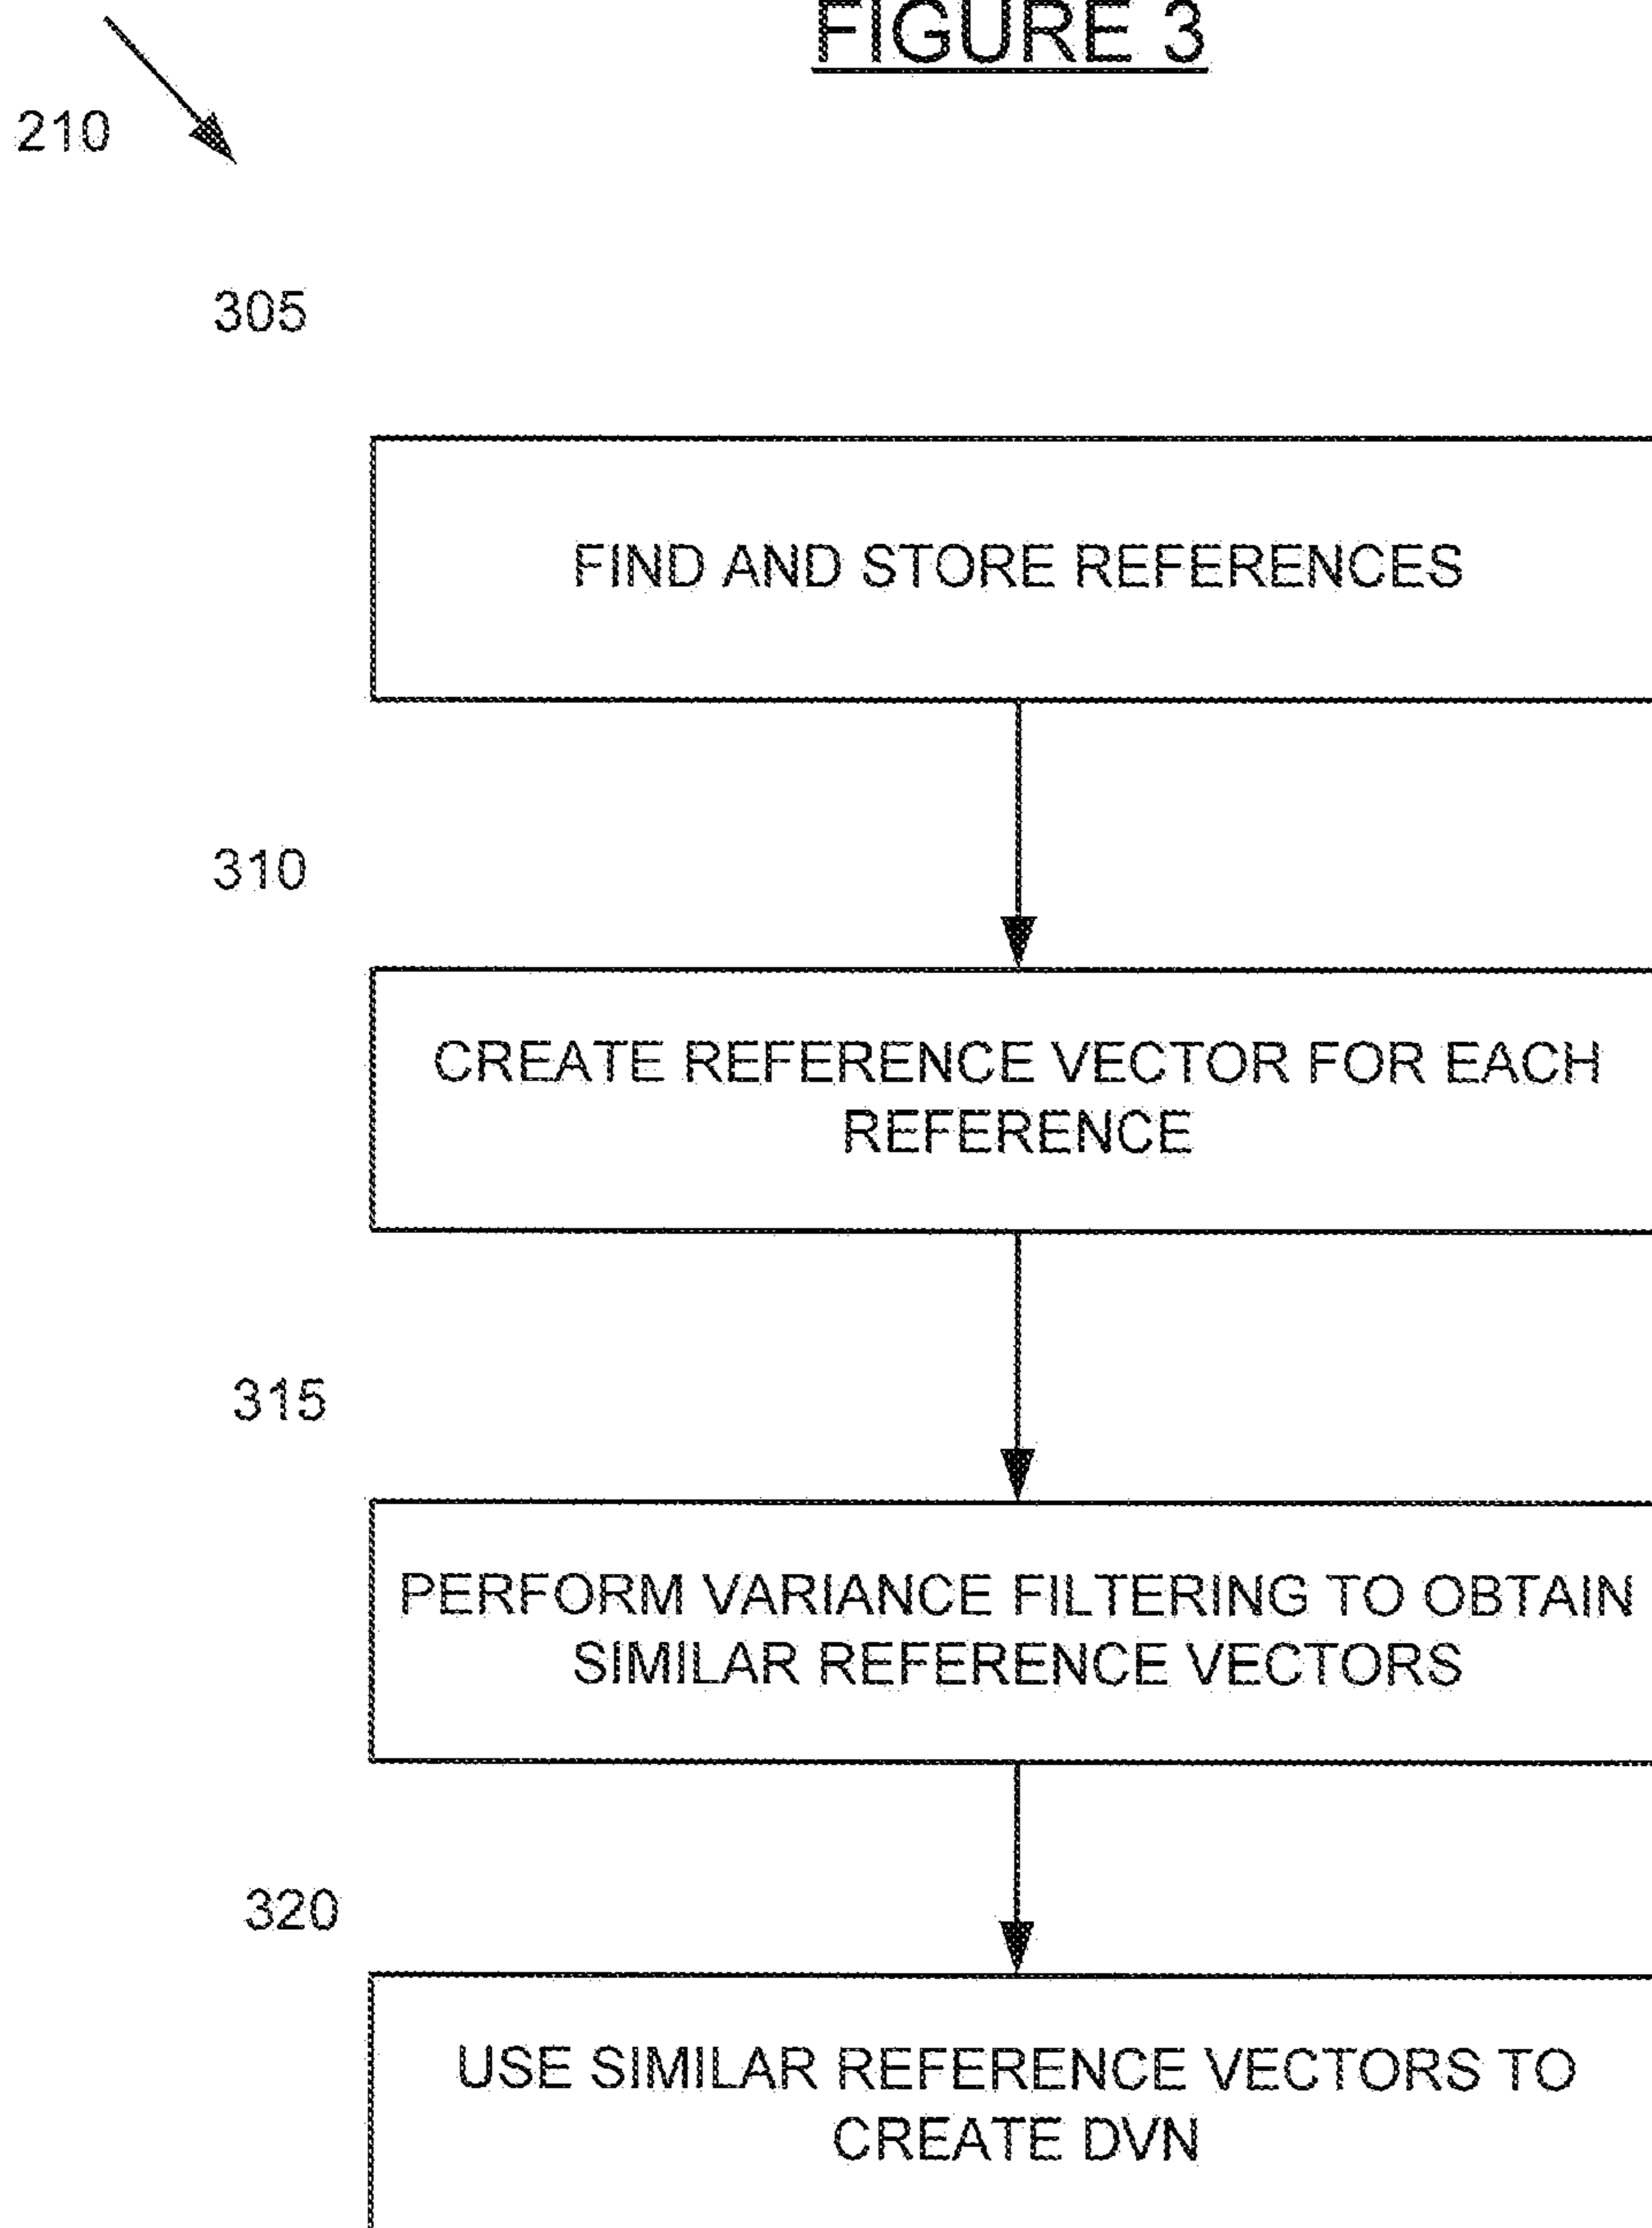 FIGURE 3
210
305
FIND AND STORE REFERENCES
310
CREATE REFERENCE VECTOR FOR EACH
REFERENCE
315
PERFORM VARIANCE FILTERING TO OBTAIN
SIMILAR REFERENCE VECTORS
320
USE SIMILAR REFERENCE VECTORS TO
CREATE DVN